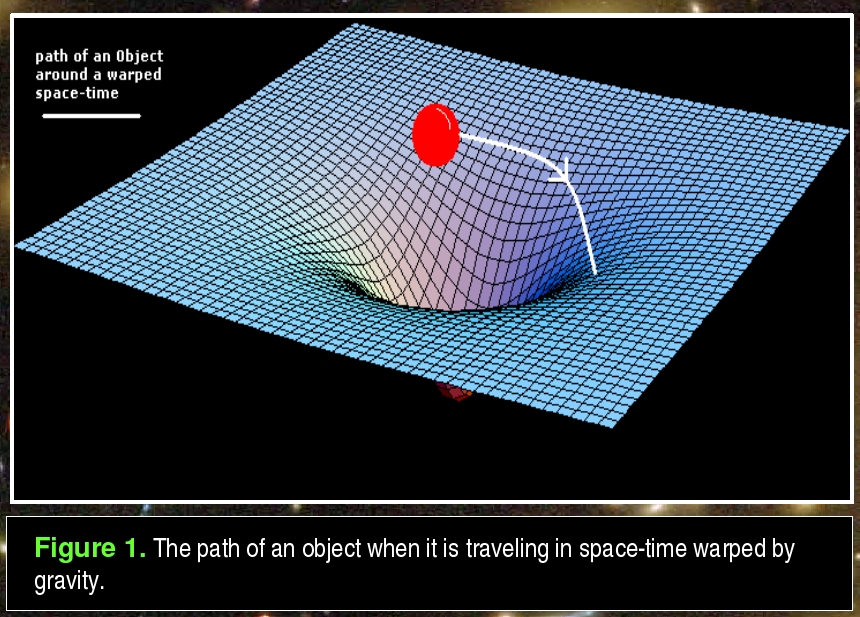 path of an Object
around a warped
space-time
Figure 1. The path of an object when it is traveling in space-time warped by
gravity.